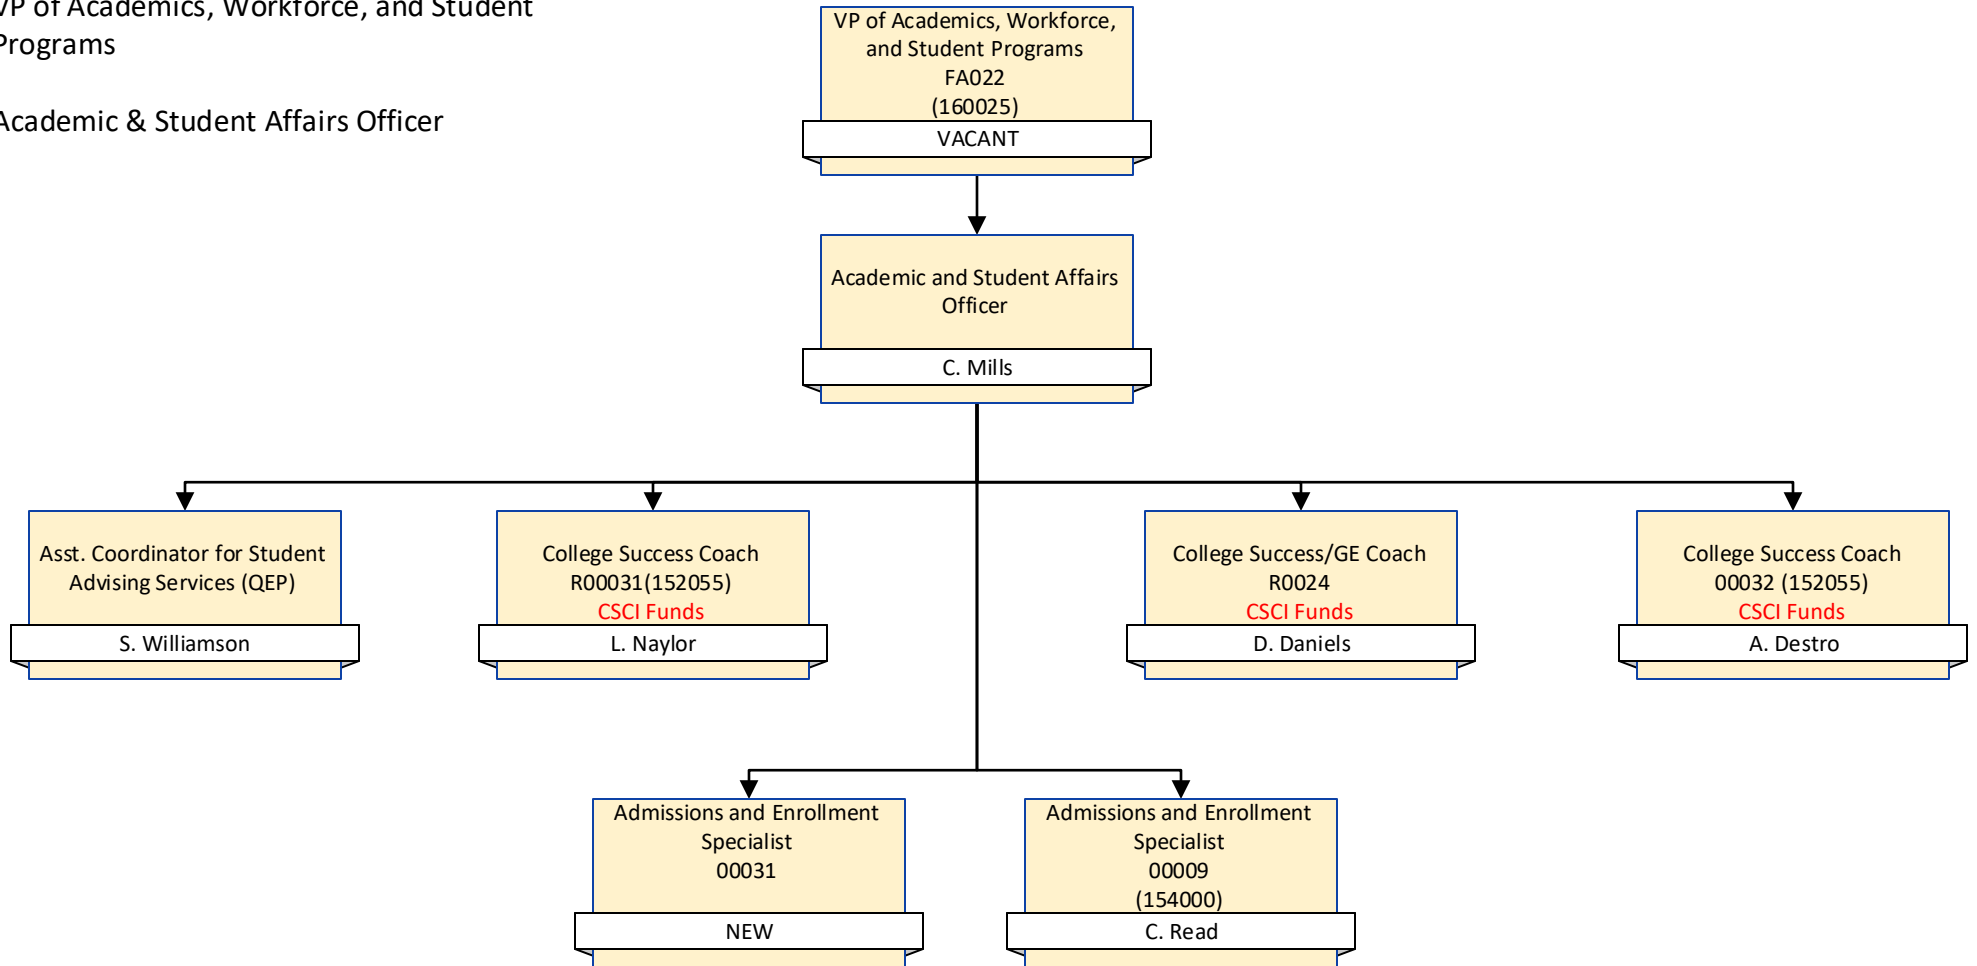 VP of Academics, Workforce, and Student
Programs
Academic & Student Affairs Officer
VP of Academics, Workforce,
and Student Programs
FA022
(160025)
VACANT
Academic and Student Affairs
Officer
C. Mills
Asst. Coordinator for Student
Advising Services (QEP)
S. Williamson
College Success Coach
R00031(152055)
CSCI Funds
L. Naylor
College Success/GE Coach
R0024
CSCI Funds
D. Daniels
College Success Coach
00032 (152055)
CSCI Funds
A. Destro
Admissions and Enrollment
Specialist
00031
NEW
Admissions and Enrollment
Specialist
00009
(154000)
C. Read